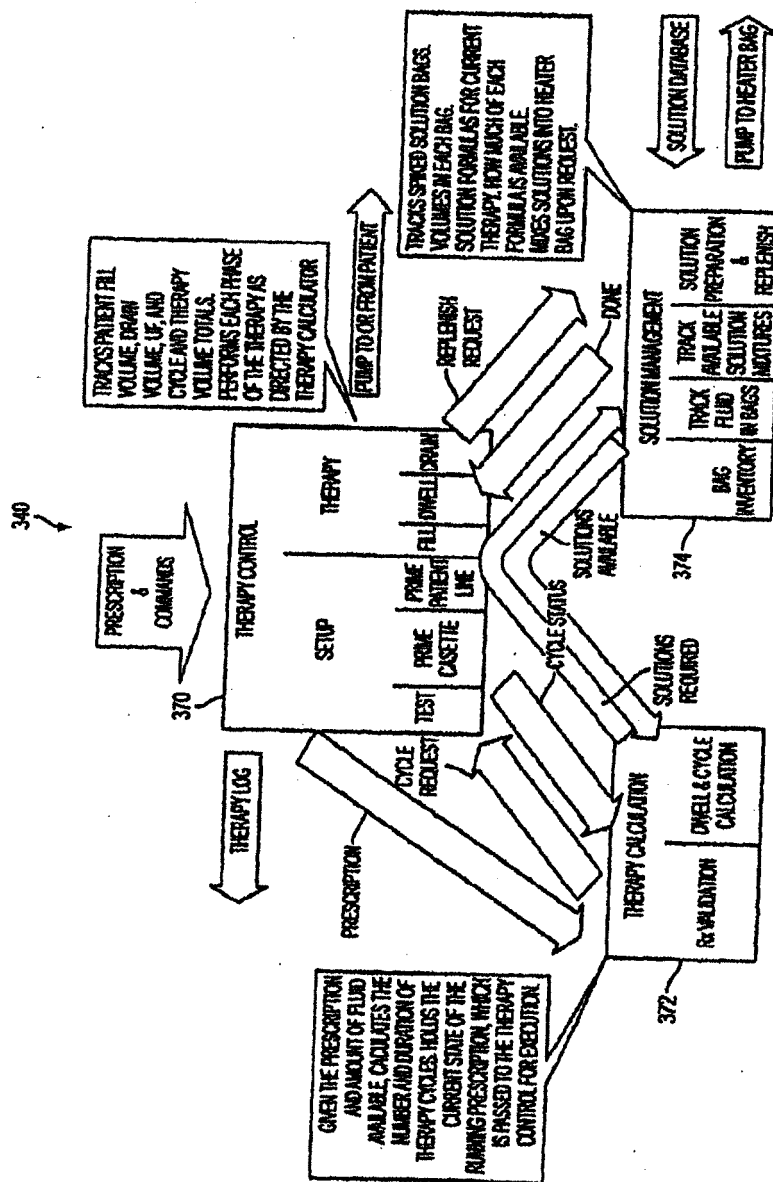 340
PRESCRIPTION
&
COMMANDS
370
THERAPY CONTROL
SETUP
THERAPY
TEST
PRIME
CASETTE
PRIME
PATIENT
LINE
FILL
DWELL
DRAIN
TRACKS PATIENT FILL
VOLUME, DRAIN
VOLUME, UF, AND
CYCLE AND THERAPY
VOLUME TOTALS.
PERFORMS EACH PHASE
OF THE THERAPY AS
DIRECTED BY THE
THERAPY CALCULATOR
THERAPY LOG
PUMP TO OR FROM PATIENT
PRESCRIPTION
CYCLE
REQUEST
CYCLE STATUS
SOLUTIONS
REQUIRED
SOLUTIONS
AVAILABLE
REPLENISH
REQUEST
DONE
GIVEN THE PRESCRIPTION
AND AMOUNT OF FLUID
AVAILABLE, CACULATES THE
NUMBER AND DURATION OF
THERAPY CYCLES. HOLDS THE
CURRENT STATE OF THE
RUNNING PRESCRIPTION, WHICH
IS PASSED TO THE THERAPY
CONTROL FOR EXECUTION.
372
THERAPY CALCULATION
Rx VALIDATION
DWELL & CYCLE
CALCULATION
TRACKS SPIKED SOLUTION BAGS.
VOLUMES IN EACH BAG.
SOLUTION FORMULAS FOR CURRENT
THERAPY. HOW MUCH OF EACH
FORMULA IS AVAILABLE.
MIXES SOLUTIONS INTO HEATER
BAG UPON REQUEST.
374
SOLUTION MANAGEMENT
BAG
INVENTORY
TRACK
FLUID
IN BAGS
TRACK
AVAILABLE
SOLUTION
MIXTURES
SOLUTION
PREPARATION
&
REPLENISH
SOLUTION DATABASE
PUMP TO HEATER BAG